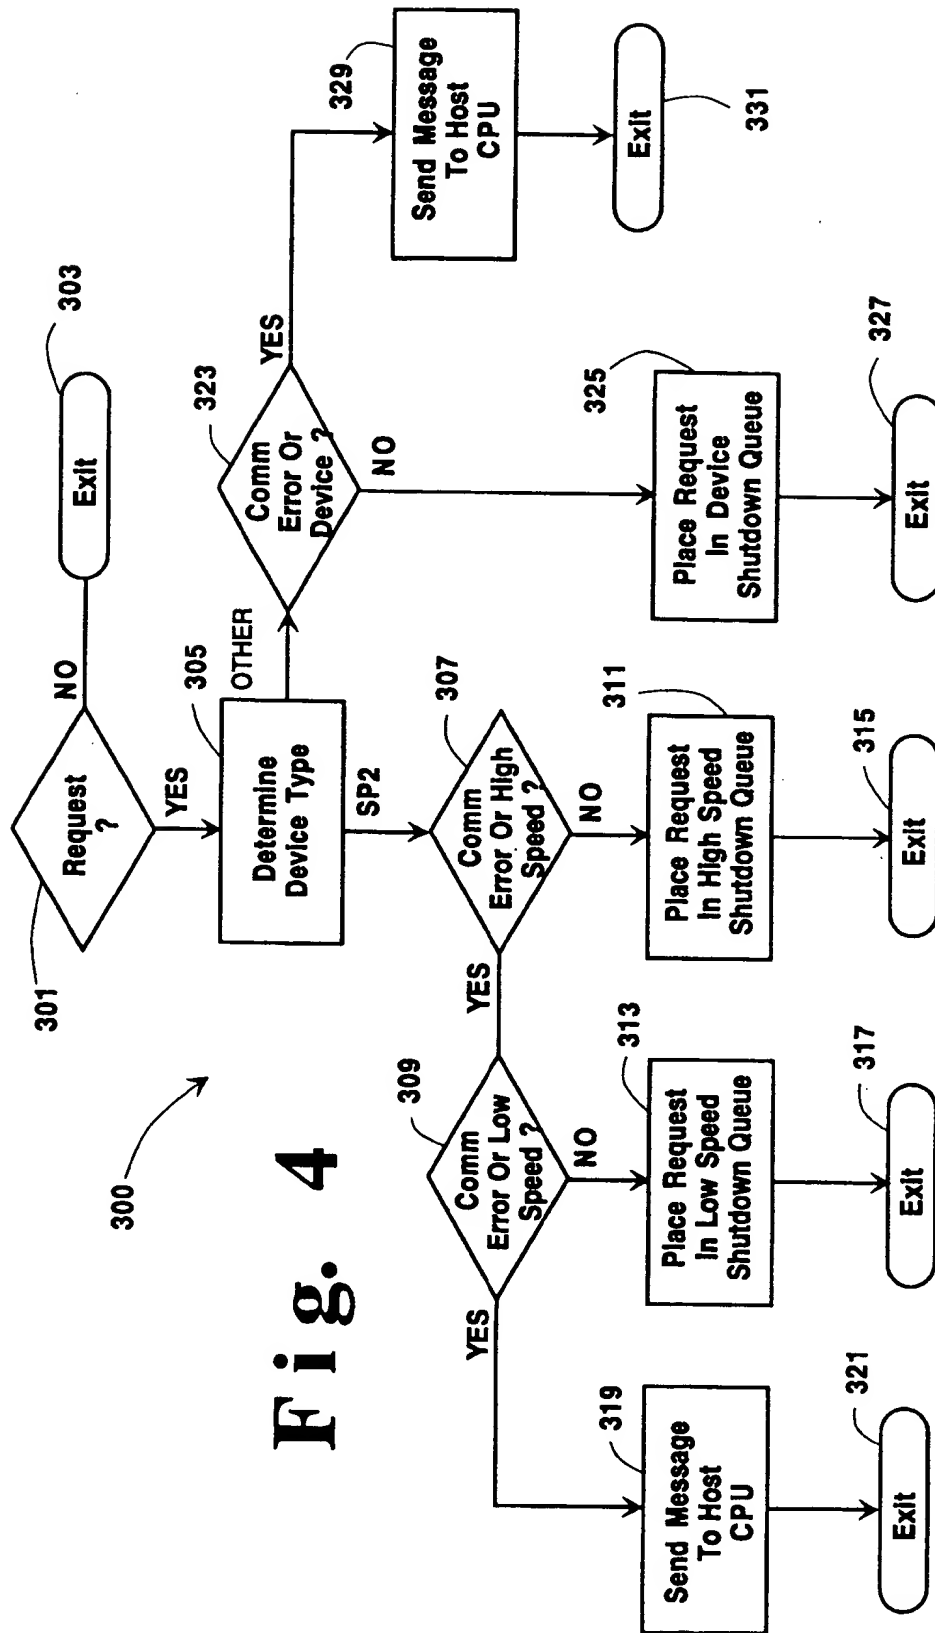 300
Fig. 4
301
Request
?
NO
303
Exit
YES
305
Determine
Device Type
OTHER
SP2
323
Comm
Error Or
Device ?
YES
NO
329
Send Message
To Host
CPU
Exit
331
325
Place Request
In Device
Shutdown Queue
327
Exit
307
Comm
Error Or High
Speed ?
YES
NO
311
Place Request
In High Speed
Shutdown Queue
315
Exit
309
Comm
Error Or Low
Speed ?
YES
NO
313
Place Request
In Low Speed
Shutdown Queue
317
Exit
319
Send Message
To Host
CPU
321
Exit